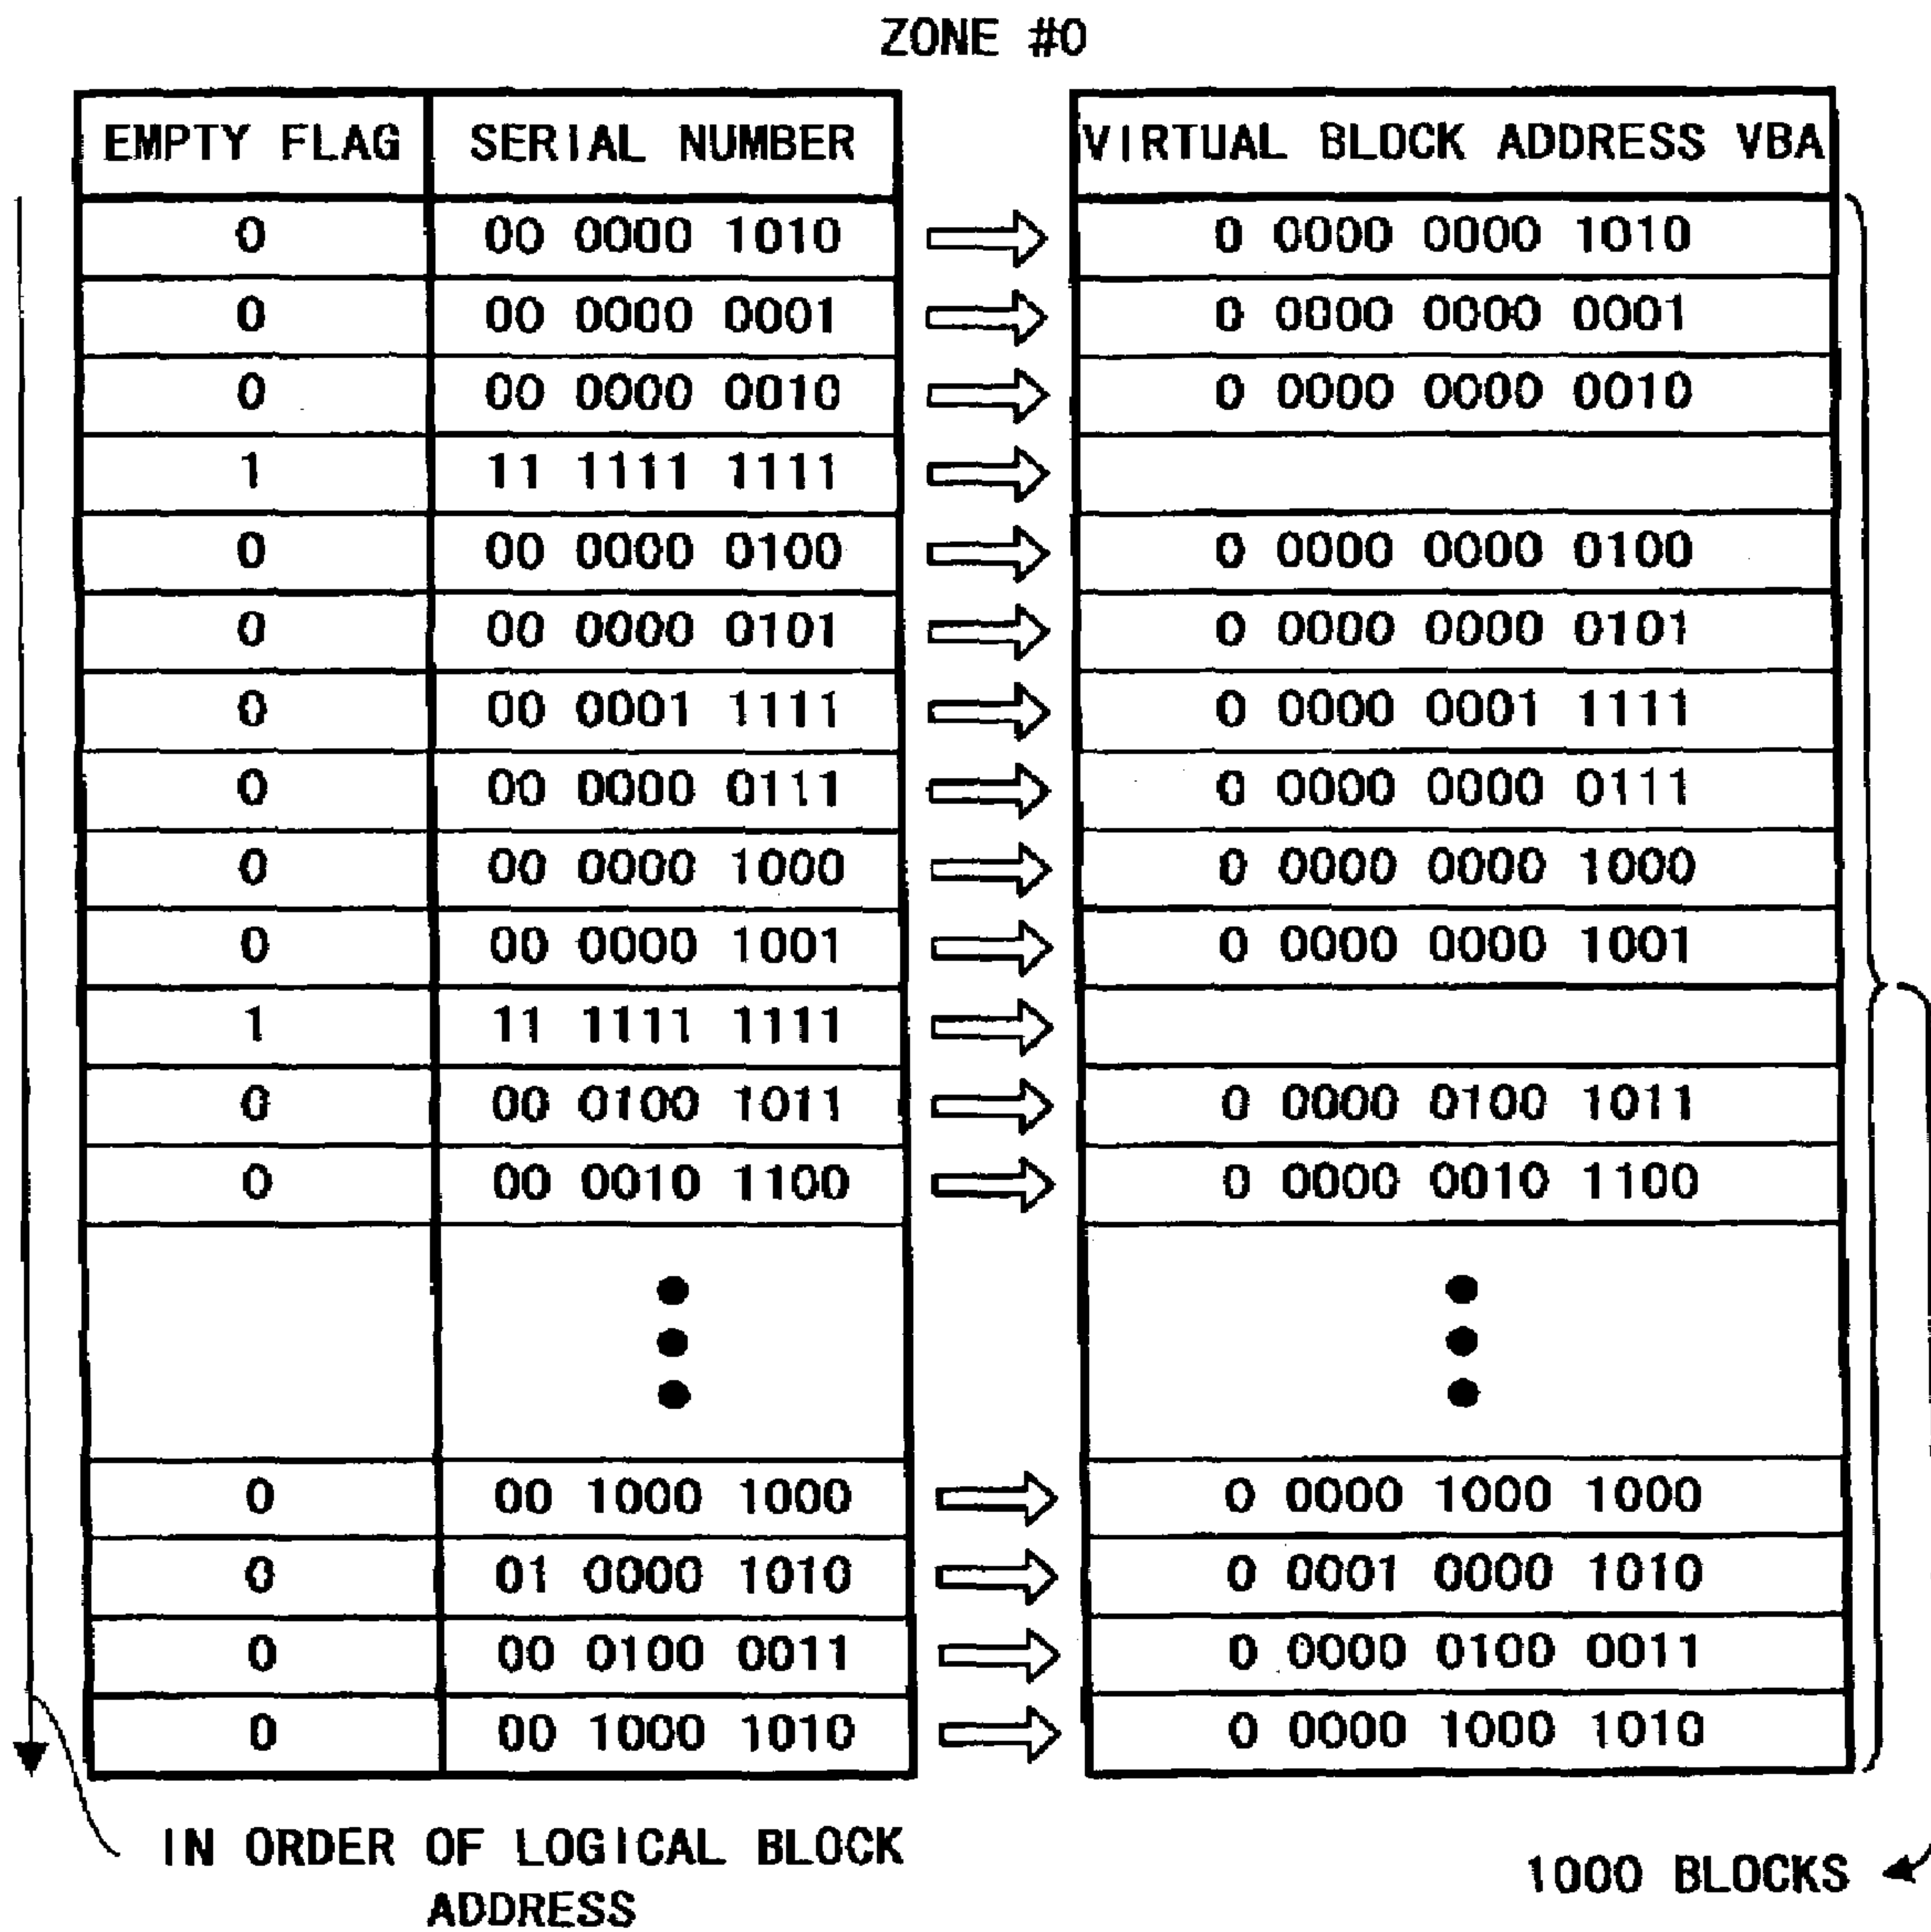 ZONE #0
EMPTY FLAG SERIAL NUMBER VIRTUAL BLOCK ADDRESS VBA
0 00 0000 1010 0 0000 0000 1010
0 00 0000 0001 0 0000 0000 0001
0 00 0000 0010 0 0000 0000 0010
1 11 1111 1111
0 00 0000 0100 0 0000 0000 0100
0 00 0000 0101 0 0000 0000 0101
0 00 0001 1111 0 0000 0001 1111
0 00 0000 0111 0 0000 0000 0111
0 00 0000 1000 0 0000 0000 1000
0 00 0000 1001 0 0000 0000 1001
1 11 1111 1111
0 00 0100 1011 0 0000 0100 1011
0 00 0010 1100 0 0000 0010 1100
0 00 1000 1000 0 0000 1000 1000
0 01 0000 1010 0 0001 0000 1010
0 00 0100 0011 0 0000 0100 0011
0 00 1000 1010 0 0000 1000 1010
IN ORDER OF LOGICAL BLOCK
ADDRESS
1000 BLOCKS